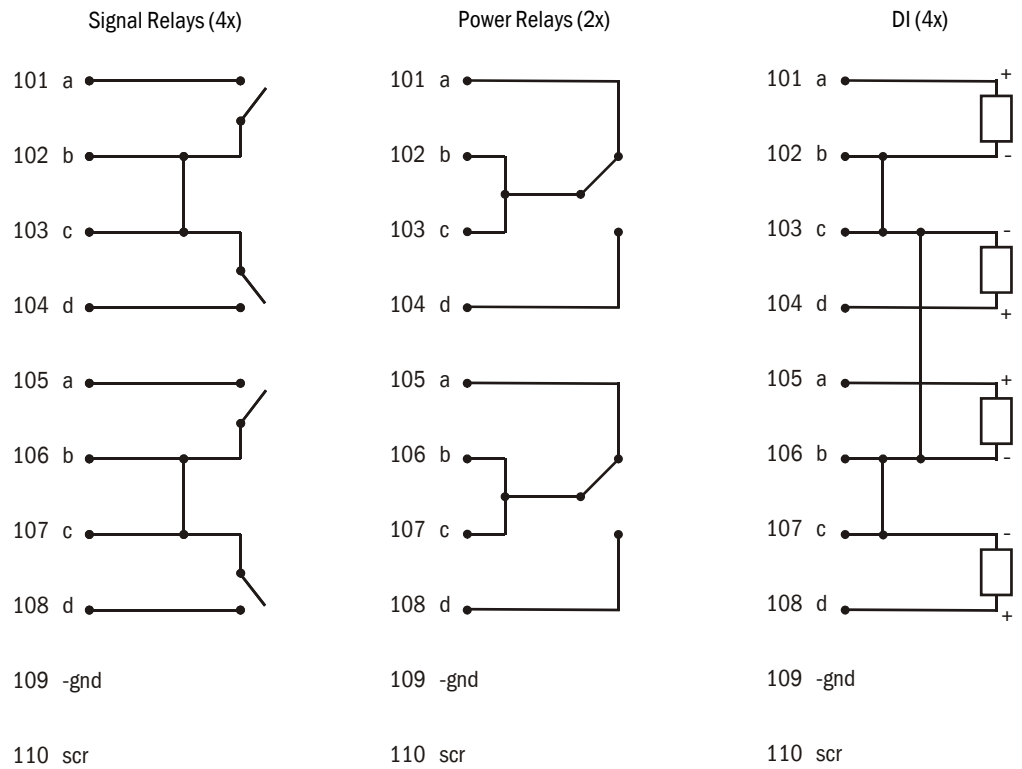 Signal Relays (4x)
101 a
102 b
103 c
104 d
105 a
106 b
107 c
108 d
109 -gnd
110 scr
Power Relays (2x)
101 a
102 b
103 c
104 d
105 a
106 b
107 c
108 d
109 -gnd
110 scr
DI (4x)
101 a +
102 b -
103 c -
104 d +
105 a +
106 b -
107 c -
108 d +
109 -gnd
110 scr